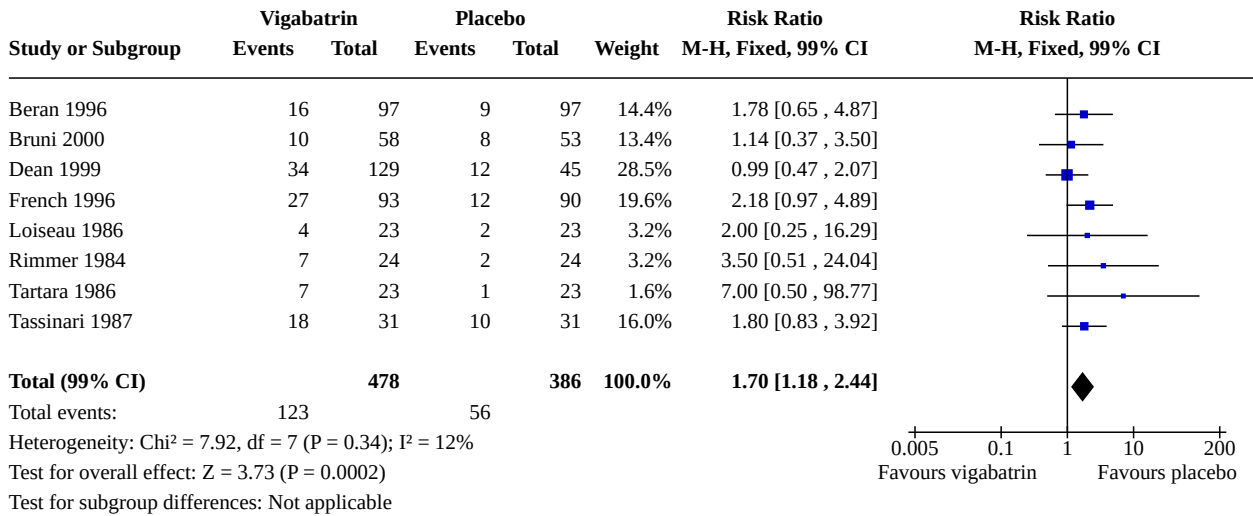 Vigabatrin Placebo Risk Ratio Risk Ratio
Study or Subgroup Events Total Events Total Weight M-H, Fixed, 99% CI M-H, Fixed, 99% CI
Beran 1996 16 97 9 97 14.4% 1.78 [0.65 , 4.87]
Bruni 2000 10 58 8 53 13.4% 1.14 [0.37 , 3.50]
Dean 1999 34 129 12 45 28.5% 0.99 [0.47 , 2.07]
French 1996 27 93 12 90 19.6% 2.18 [0.97 , 4.89]
Loiseau 1986 4 23 2 23 3.2% 2.00 [0.25 , 16.29]
Rimmer 1984 7 24 2 24 3.2% 3.50 [0.51 , 24.04]
Tartara 1986 7 23 1 23 1.6% 7.00 [0.50 , 98.77]
Tassinari 1987 18 31 10 31 16.0% 1.80 [0.83 , 3.92]
Total (99% CI) 478 386 100.0% 1.70 [1.18 , 2.44]
Total events: 123 56
Heterogeneity: Chi² = 7.92, df = 7 (P = 0.34); I² = 12%
0.005 0.1 1 10 200
Test for overall effect: Z = 3.73 (P = 0.0002) Favours vigabatrin Favours placebo
Test for subgroup differences: Not applicable